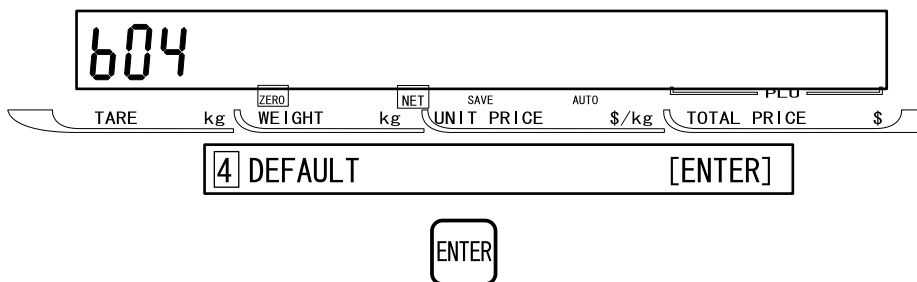 b04
ZERO NET SAVE AUTO PLU
TARE kg WEIGHT kg UNIT PRICE $/kg TOTAL PRICE $
4 DEFAULT [ENTER]
ENTER